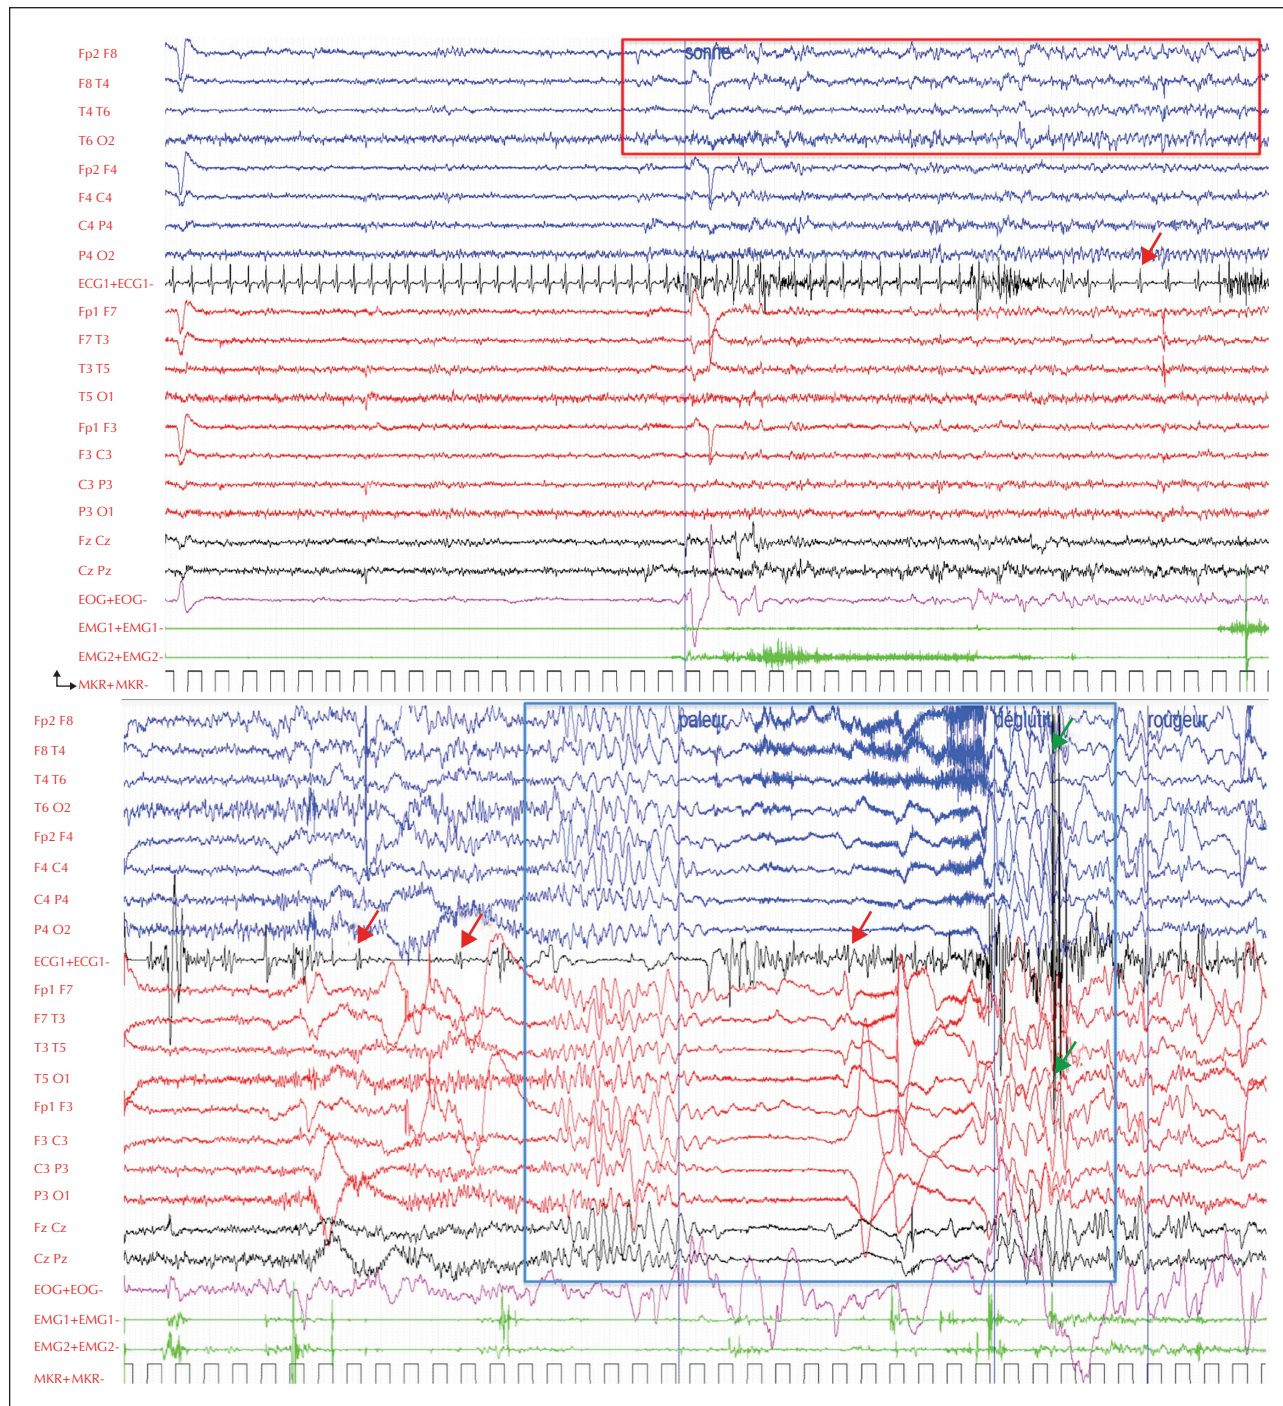 Fp2 F8
sonne
F8 T4
T4 T6
T6 O2
Fp2 F4
F4 C4
C4 P4
P4 O2
ECG1+ECG1-
Fp1 F7
F7 T3
T3 T5
T5 O1
Fp1 F3
F3 C3
C3 P3
P3 O1
Fz Cz
Cz Pz
EOG+EOG-
EMG1+EMG1-
EMG2+EMG2-
MKR+MKR-
Fp2 F8 paleur déglutit rougeur
F8 T4
T4 T6
T6 O2
Fp2 F4
F4 C4
C4 P4
P4 O2
ECG1+ECG1-
Fp1 F7
F7 T3
T3 T5
T5 O1
Fp1 F3
F3 C3
C3 P3
P3 O1
Fz Cz
Cz Pz
EOG+EOG-
EMG1+EMG1-
EMG2+EMG2-
MKR+MKR-